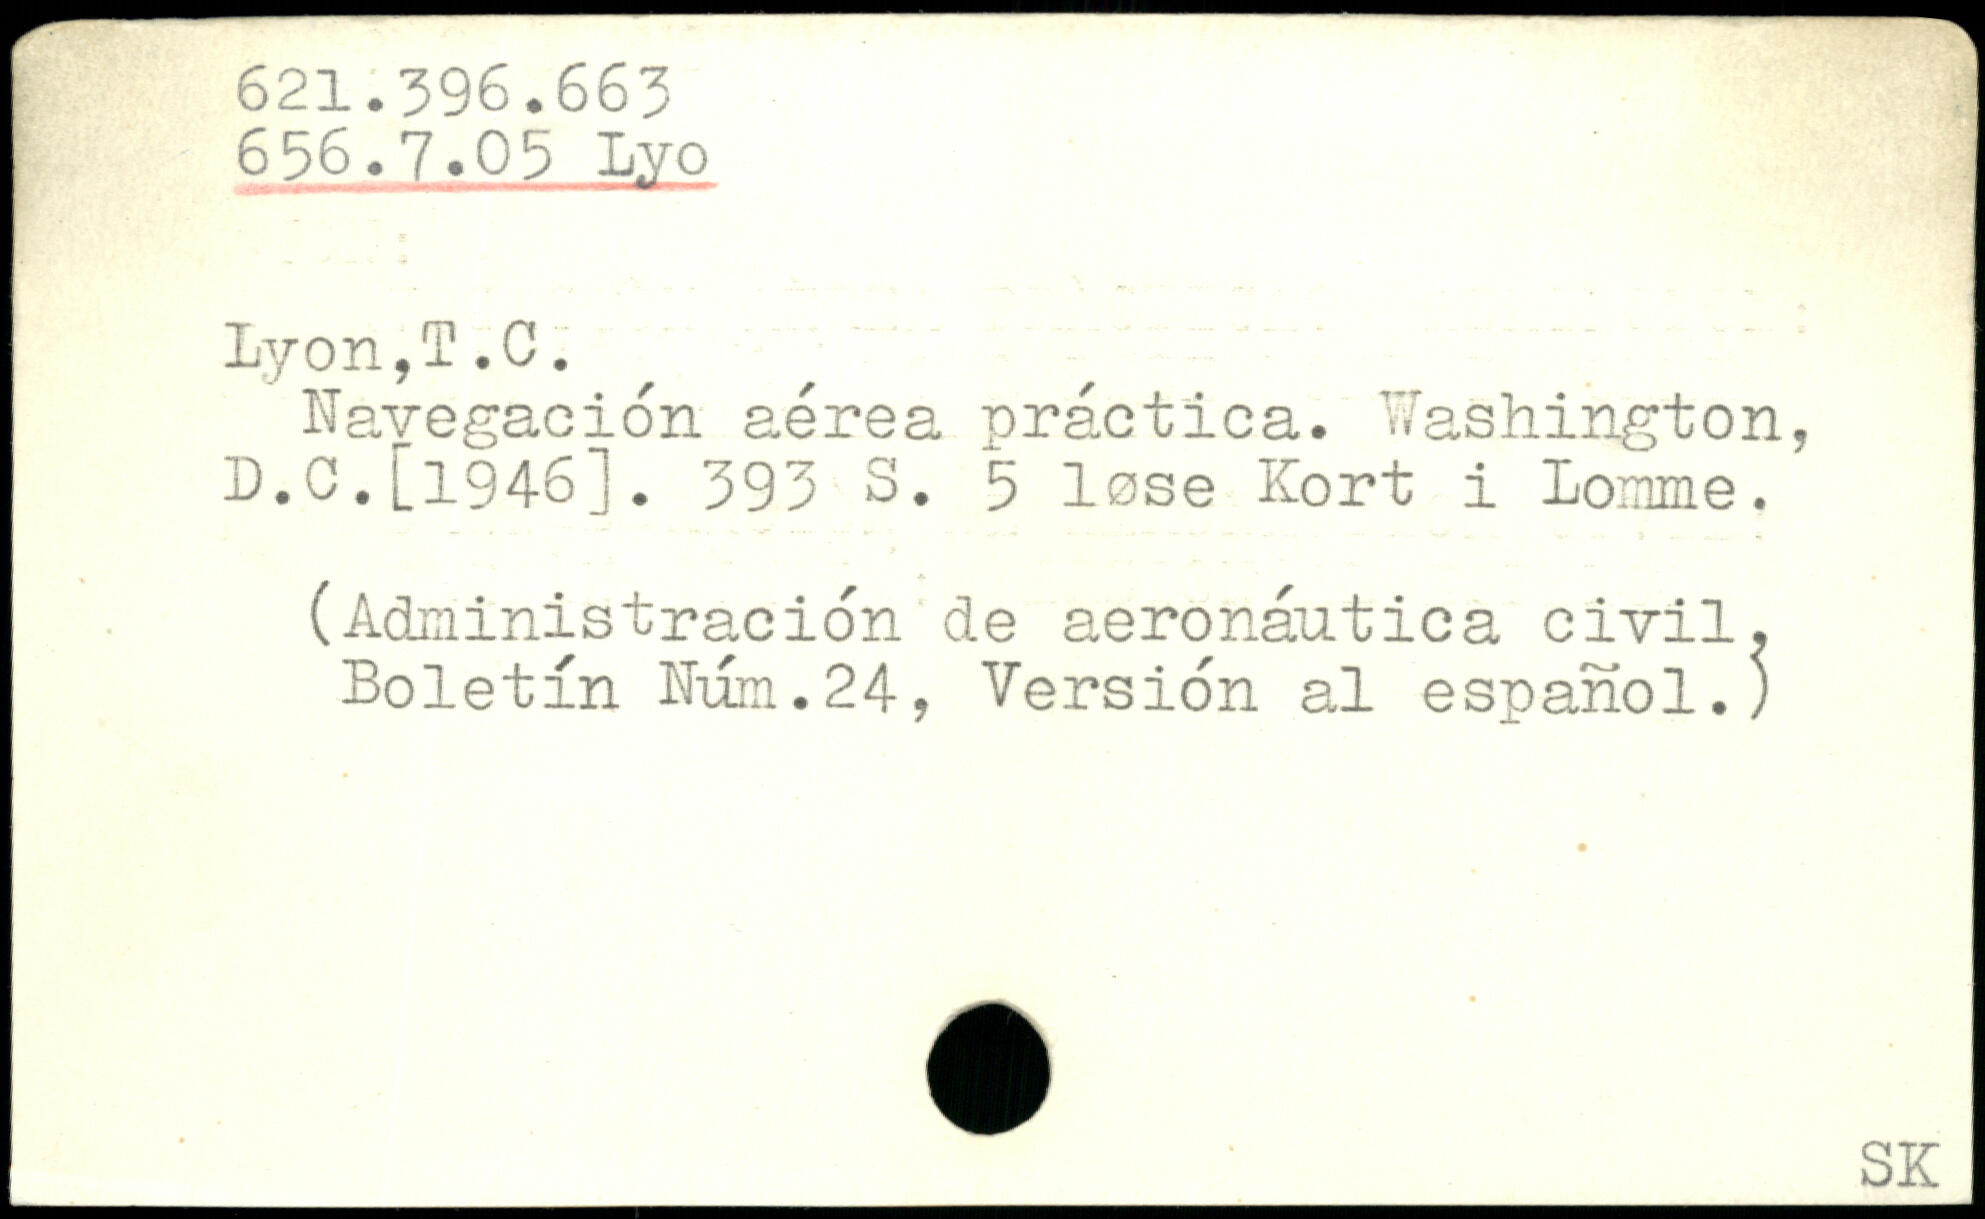 621.396.663
656.7.05 Lyo
Lyon,T.C.
Navegación aérea práctica. Washington,
D.C.[1946]. 393 S. 5 løse Kort i Lomme.
(Administración de aeronáutica civil,
Boletín Núm.24, Versión al español.)
SK